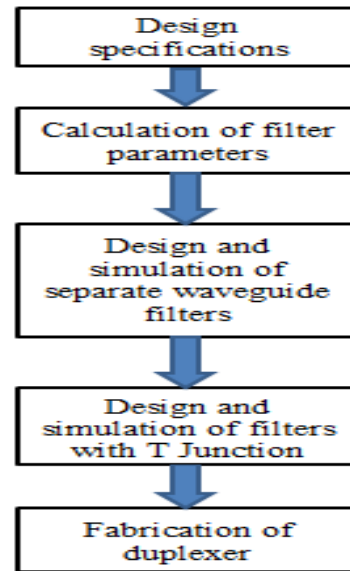 Design
specifications
Calculation of filter
parameters
Design and
simulation of
separate waveguide
filters
Design and
simulation of filters
with T Junction
Fabrication of
duplexer